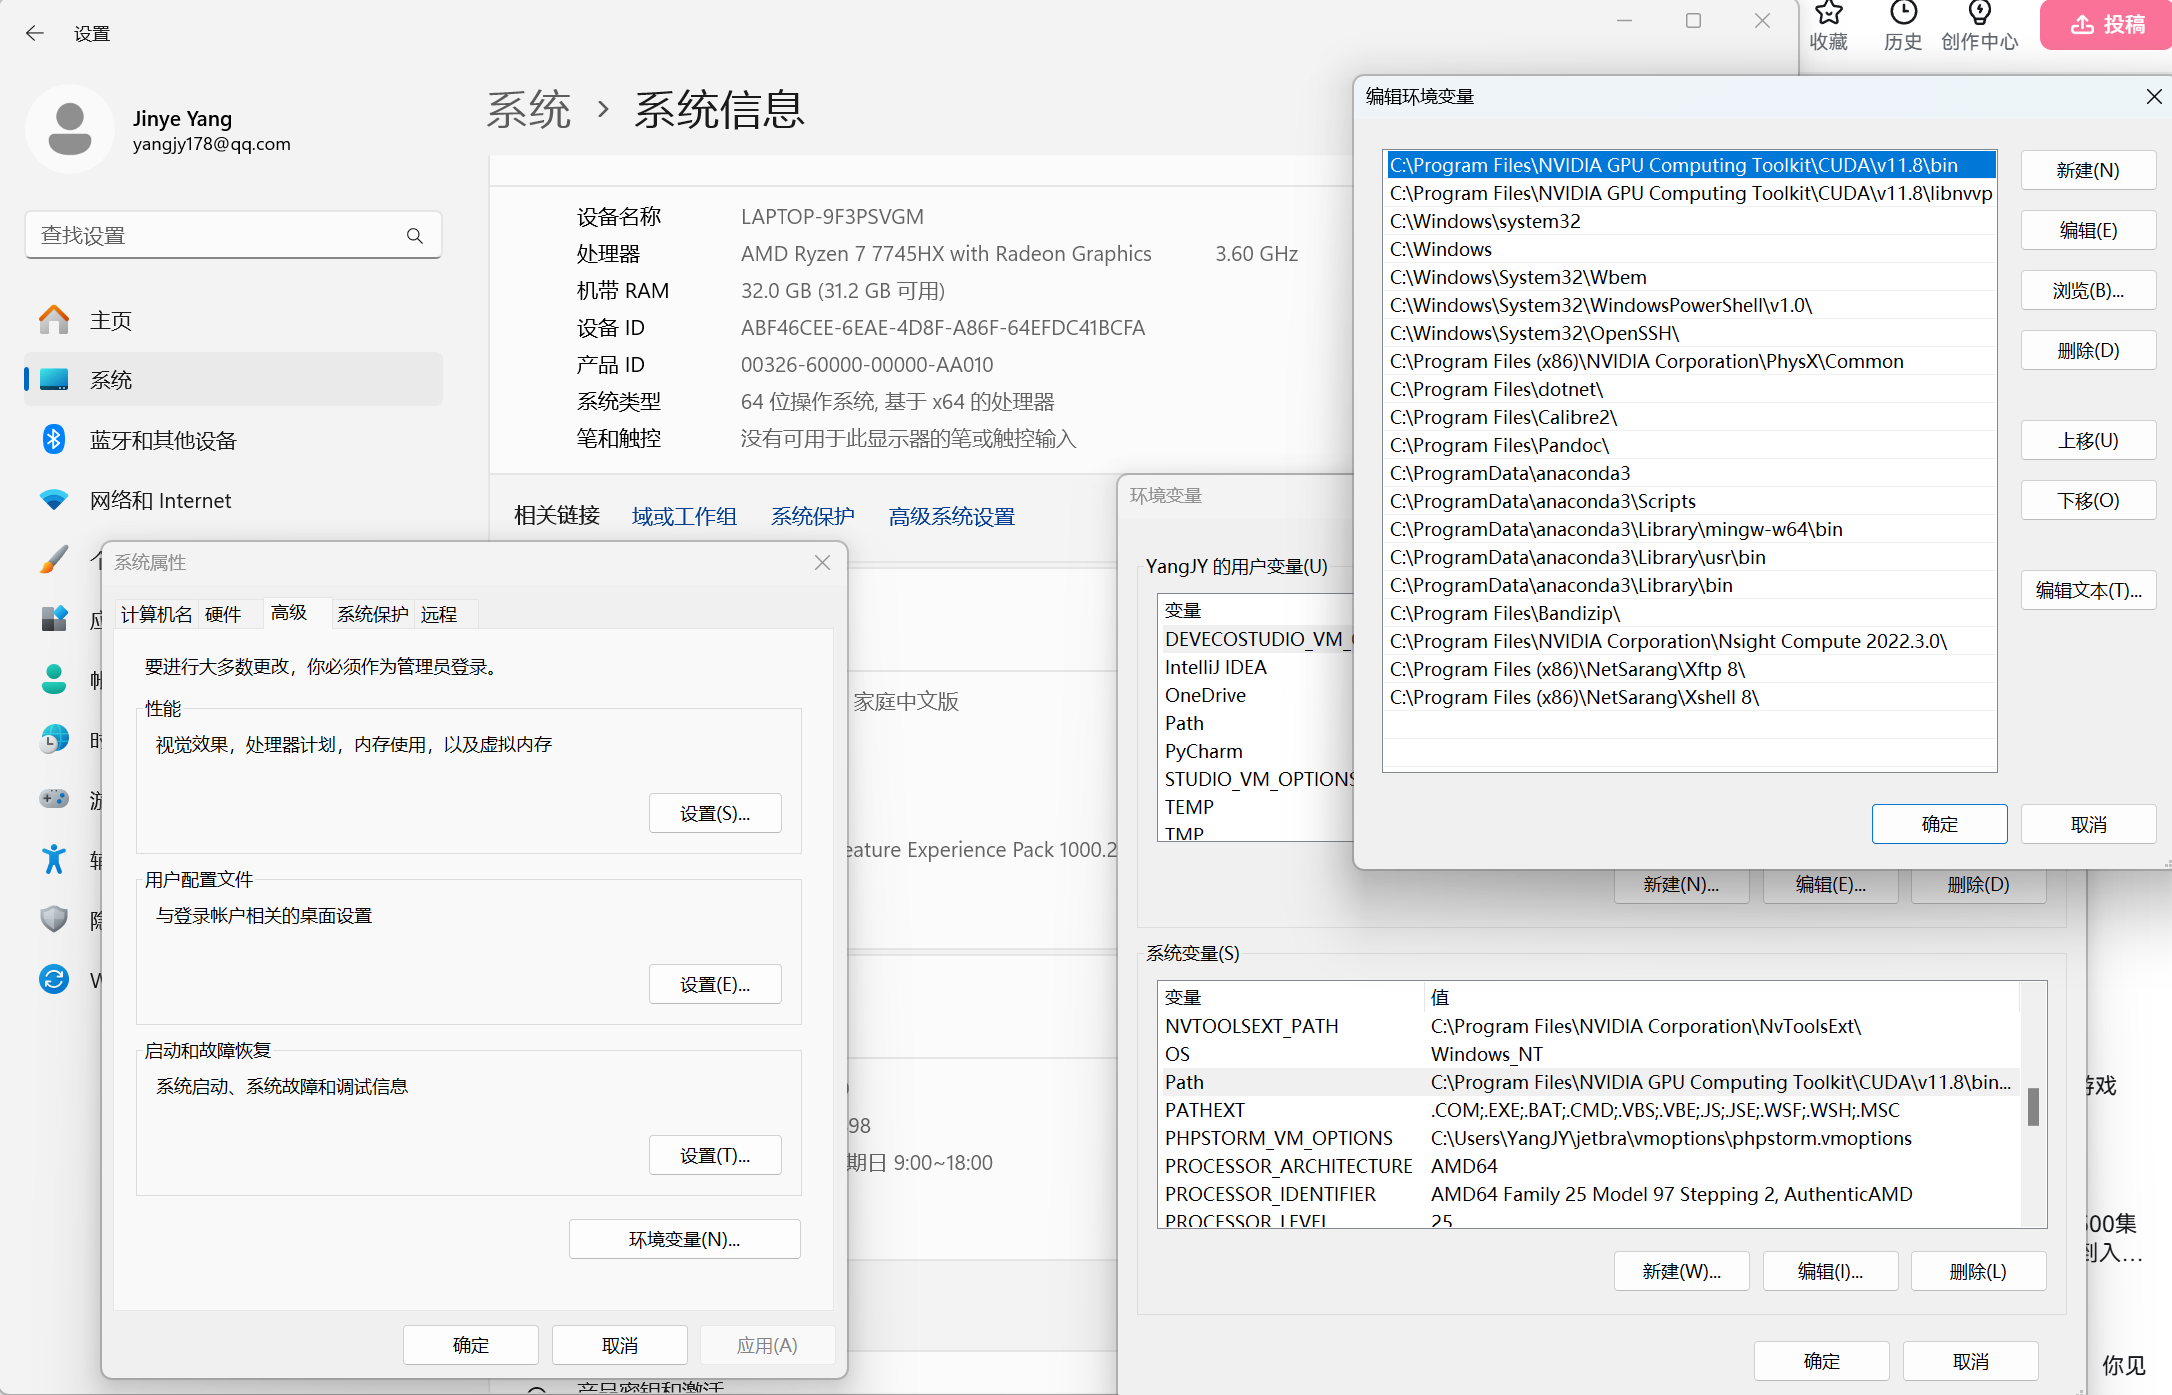 设置
收藏
历史
创作中心
投稿
Jinye Yang
yangjy178@qq.com
查找设置
主页
系统
蓝牙和其他设备
网络和 Internet
系统 › 系统信息
设备名称 LAPTOP-9F3PSVGM
处理器 AMD Ryzen 7 7745HX with Radeon Graphics 3.60 GHz
机带 RAM 32.0 GB (31.2 GB 可用)
设备 ID ABF46CEE-6EAE-4D8F-A86F-64EFDC41BCFA
产品 ID 00326-60000-00000-AA010
系统类型 64 位操作系统, 基于 x64 的处理器
笔和触控 没有可用于此显示器的笔或触控输入
相关链接 域或工作组 系统保护 高级系统设置
家庭中文版
eature Experience Pack 1000.2
98
期日 9:00~18:00
产品密钥和激活
系统属性
计算机名 硬件 高级 系统保护 远程
要进行大多数更改，你必须作为管理员登录。
性能
视觉效果，处理器计划，内存使用，以及虚拟内存
设置(S)...
用户配置文件
与登录帐户相关的桌面设置
设置(E)...
启动和故障恢复
系统启动、系统故障和调试信息
设置(T)...
环境变量(N)...
确定 取消 应用(A)
环境变量
YangJY 的用户变量(U)
变量
DEVECOSTUDIO_VM_
IntelliJ IDEA
OneDrive
Path
PyCharm
STUDIO_VM_OPTIONS
TEMP
TMP
新建(N)... 编辑(E)... 删除(D)
系统变量(S)
变量 值
NVTOOLSEXT_PATH C:\Program Files\NVIDIA Corporation\NvToolsExt\
OS Windows_NT
Path C:\Program Files\NVIDIA GPU Computing Toolkit\CUDA\v11.8\bin...
PATHEXT .COM;.EXE;.BAT;.CMD;.VBS;.VBE;.JS;.JSE;.WSF;.WSH;.MSC
PHPSTORM_VM_OPTIONS C:\Users\YangJY\jetbra\vmoptions\phpstorm.vmoptions
PROCESSOR_ARCHITECTURE AMD64
PROCESSOR_IDENTIFIER AMD64 Family 25 Model 97 Stepping 2, AuthenticAMD
PROCESSOR_LEVEL 25
新建(W)... 编辑(I)... 删除(L)
确定 取消
编辑环境变量
C:\Program Files\NVIDIA GPU Computing Toolkit\CUDA\v11.8\bin
C:\Program Files\NVIDIA GPU Computing Toolkit\CUDA\v11.8\libnvvp
C:\Windows\system32
C:\Windows
C:\Windows\System32\Wbem
C:\Windows\System32\WindowsPowerShell\v1.0\
C:\Windows\System32\OpenSSH\
C:\Program Files (x86)\NVIDIA Corporation\PhysX\Common
C:\Program Files\dotnet\
C:\Program Files\Calibre2\
C:\Program Files\Pandoc\
C:\ProgramData\anaconda3
C:\ProgramData\anaconda3\Scripts
C:\ProgramData\anaconda3\Library\mingw-w64\bin
C:\ProgramData\anaconda3\Library\usr\bin
C:\ProgramData\anaconda3\Library\bin
C:\Program Files\Bandizip\
C:\Program Files\NVIDIA Corporation\Nsight Compute 2022.3.0\
C:\Program Files (x86)\NetSarang\Xftp 8\
C:\Program Files (x86)\NetSarang\Xshell 8\
新建(N)
编辑(E)
浏览(B)...
删除(D)
上移(U)
下移(O)
编辑文本(T)...
确定 取消
戏
00集
到入...
你见